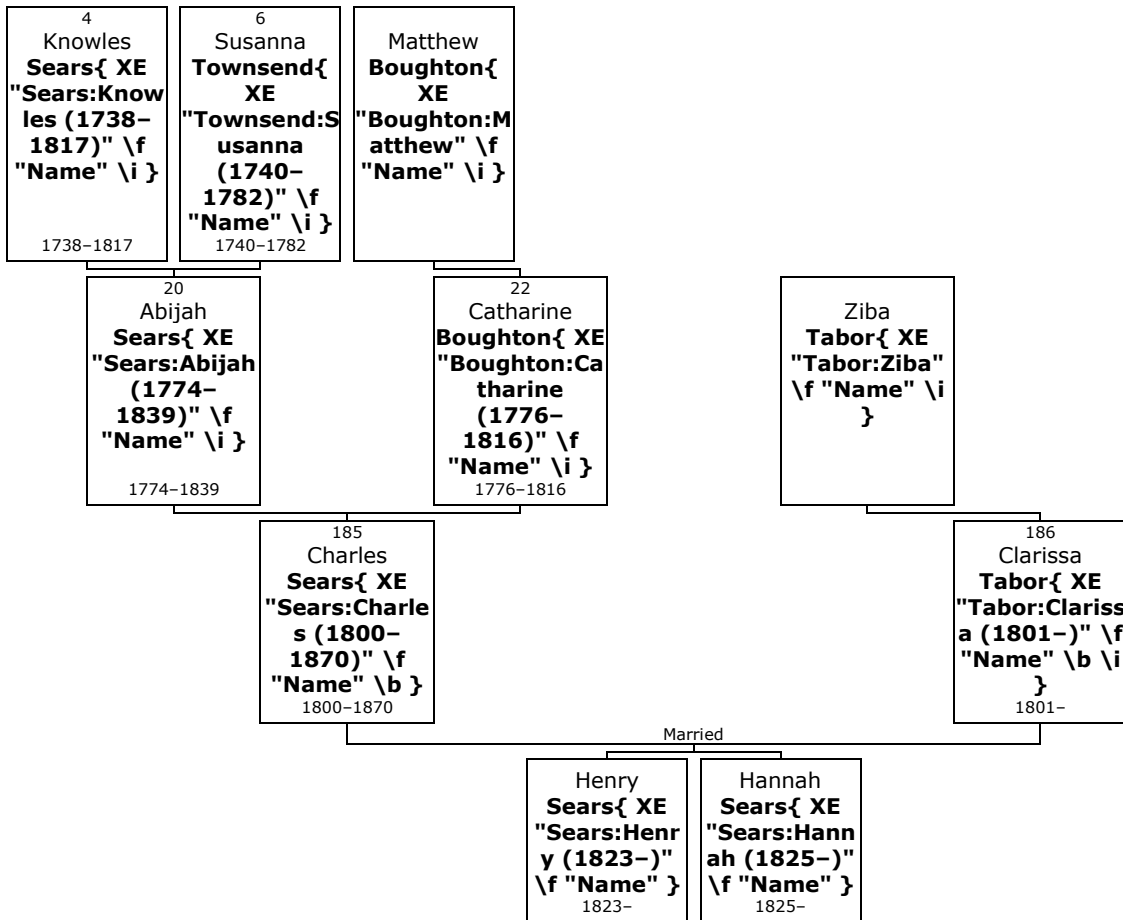 4
Knowles
Sears{ XE
"Sears:Know
les (1738–
1817)" \f
"Name" \i }
1738–1817
6
Susanna
Townsend{
XE
"Townsend:S
usanna
(1740–
1782)" \f
"Name" \i }
1740–1782
Matthew
Boughton{
XE
"Boughton:M
atthew" \f
"Name" \i }
20
Abijah
Sears{ XE
"Sears:Abijah
(1774–
1839)" \f
"Name" \i }
1774–1839
22
Catharine
Boughton{ XE
"Boughton:Ca
tharine
(1776–
1816)" \f
"Name" \i }
1776–1816
Ziba
Tabor{ XE
"Tabor:Ziba"
\f "Name" \i
}
185
Charles
Sears{ XE
"Sears:Charle
s (1800–
1870)" \f
"Name" \b }
1800–1870
186
Clarissa
Tabor{ XE
"Tabor:Clariss
a (1801–)" \f
"Name" \b \i
}
1801–
Married
Henry
Sears{ XE
"Sears:Henr
y (1823–)"
\f "Name" }
1823–
Hannah
Sears{ XE
"Sears:Hann
ah (1825–)"
\f "Name" }
1825–